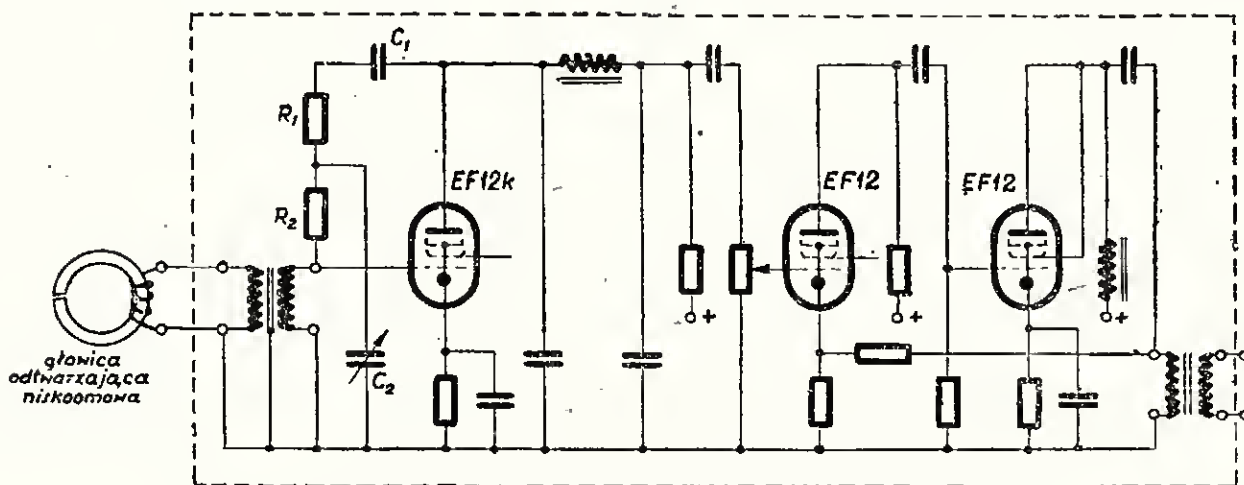 C₁
R₁
EF12k
EF12
EF12
R₂
+
+
+
C₂
głowica
odtwarzająca
niskoomowa